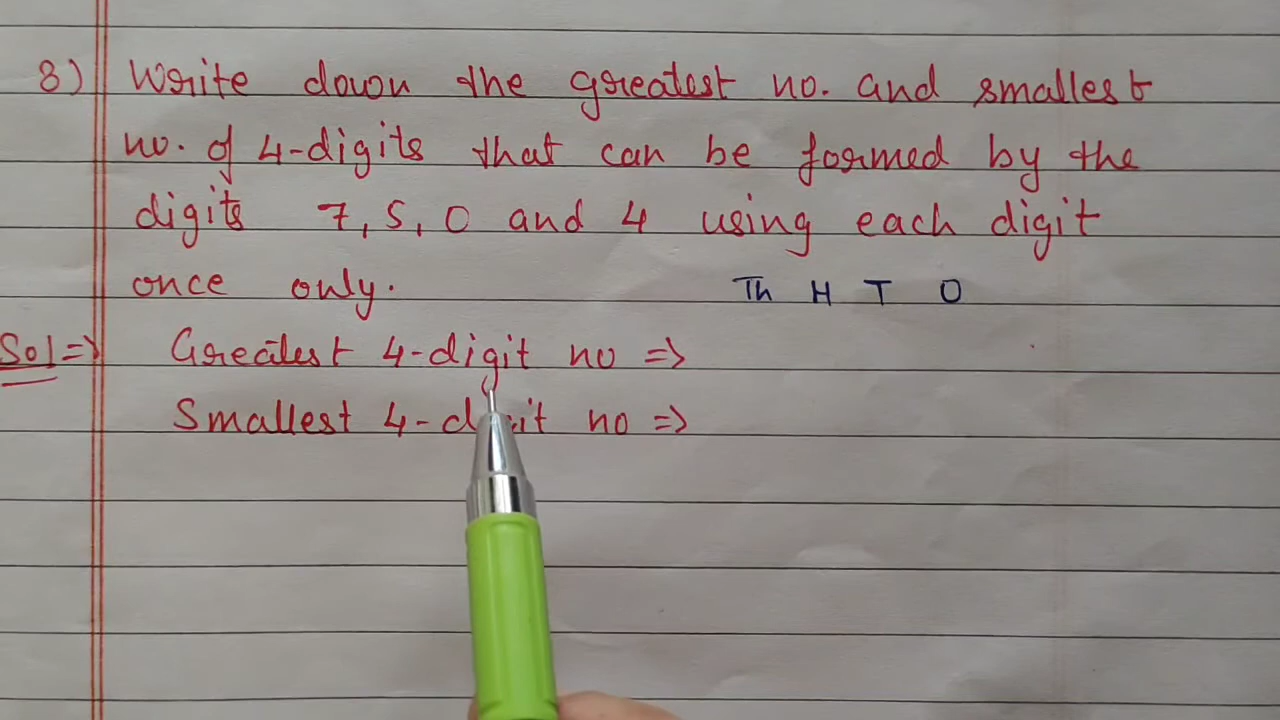 8) Write down the greatest no. and smallest
no. of 4-digits that can be formed by the
digits 7, 5, 0 and 4 using each digit
once only.
Th H T O
Sol => Greatest 4-digit no =>
Smallest 4-digit no =>